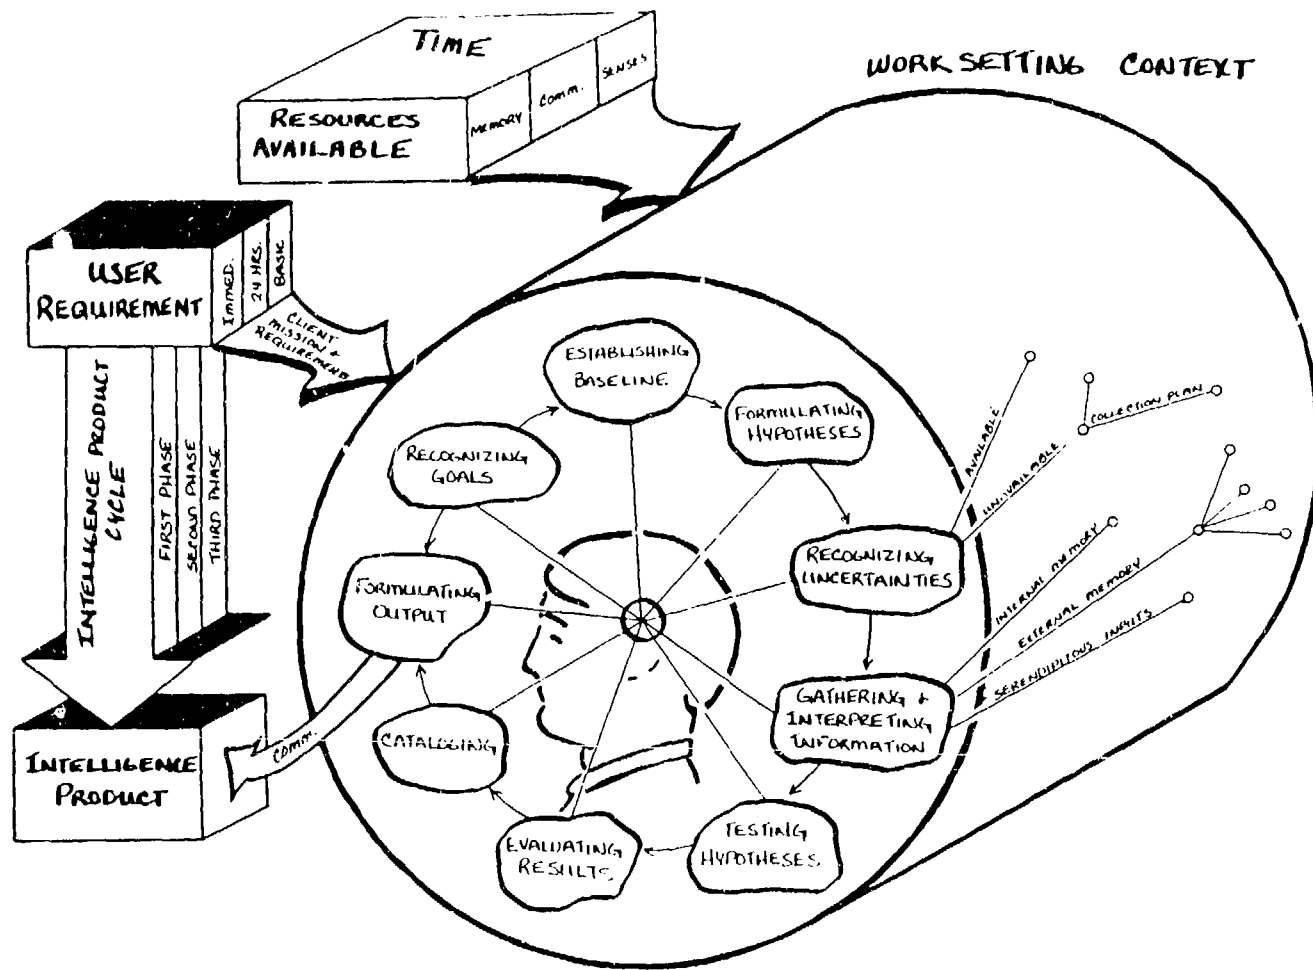 TIME
MEMORY
COMM.
SENSES
RESOURCES
AVAILABLE
WORK SETTING CONTEXT
USER
REQUIREMENT
IMMED.
24 HRS.
BASIC
CLIENT
MISSION &
REQUIREMENTS
INTELLIGENCE PRODUCT
CYCLE
FIRST PHASE
SECOND PHASE
THIRD PHASE
INTELLIGENCE
PRODUCT
COMM.
ESTABLISHING
BASELINE
FORMULATING
HYPOTHESES
RECOGNIZING
UNCERTAINTIES
GATHERING &
INTERPRETING
INFORMATION
TESTING
HYPOTHESES
EVALUATING
RESULTS
CATALOGING
FORMULATING
OUTPUT
RECOGNIZING
GOALS
AVAILABLE
UNAVAILABLE
COLLECTION PLAN
INTERNAL MEMORY
EXTERNAL MEMORY
SERENDIPITOUS INPUTS